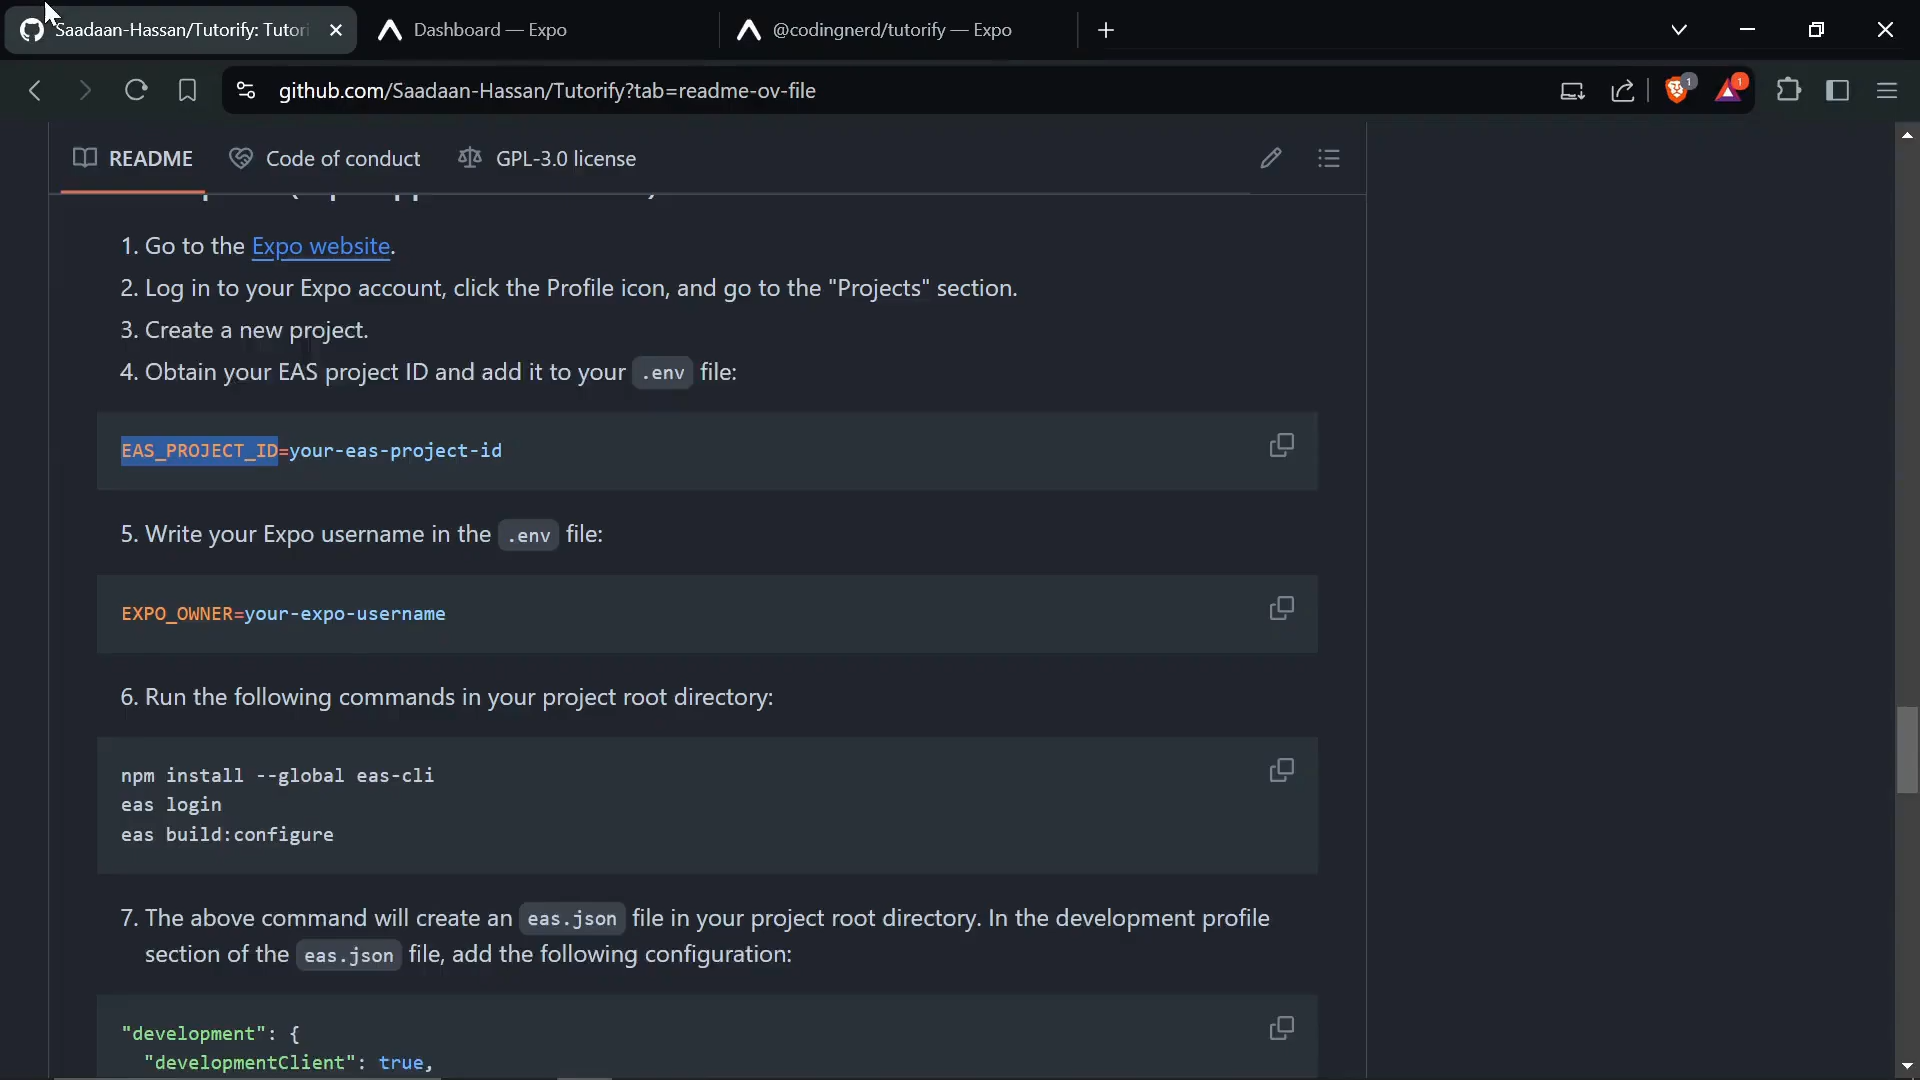 Saadaan-Hassan/Tutorify: Tutori
Dashboard — Expo
@codingnerd/tutorify — Expo
github.com/Saadaan-Hassan/Tutorify?tab=readme-ov-file
1
1
README
Code of conduct
GPL-3.0 license
1. Go to the Expo website.
2. Log in to your Expo account, click the Profile icon, and go to the "Projects" section.
3. Create a new project.
4. Obtain your EAS project ID and add it to your .env file:
EAS_PROJECT_ID=your-eas-project-id
5. Write your Expo username in the .env file:
EXPO_OWNER=your-expo-username
6. Run the following commands in your project root directory:
npm install --global eas-cli
eas login
eas build:configure
7. The above command will create an eas.json file in your project root directory. In the development profile
section of the eas.json file, add the following configuration:
"development": {
"developmentClient": true,